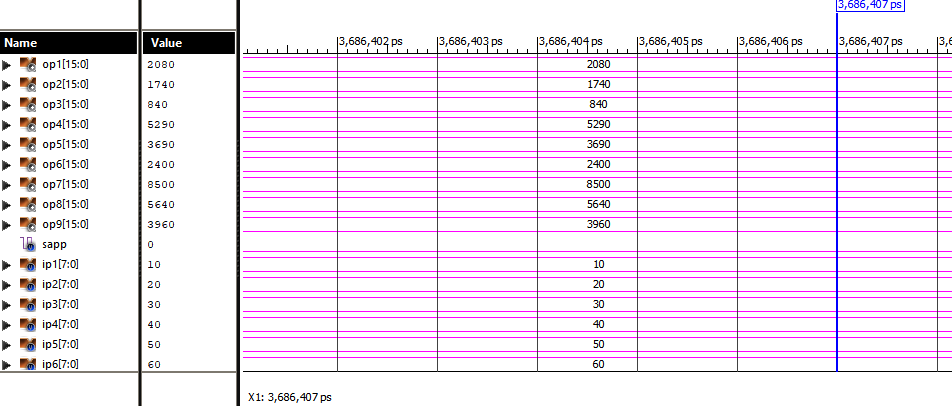 3,686,407 ps
Name Value
3,686,402 ps 3,686,403 ps 3,686,404 ps 3,686,405 ps 3,686,406 ps 3,686,407 ps 3,
op1[15:0] 2080 2080
op2[15:0] 1740 1740
op3[15:0] 840 840
op4[15:0] 5290 5290
op5[15:0] 3690 3690
op6[15:0] 2400 2400
op7[15:0] 8500 8500
op8[15:0] 5640 5640
op9[15:0] 3960 3960
sapp 0
ip1[7:0] 10 10
ip2[7:0] 20 20
ip3[7:0] 30 30
ip4[7:0] 40 40
ip5[7:0] 50 50
ip6[7:0] 60 60
X1: 3,686,407 ps